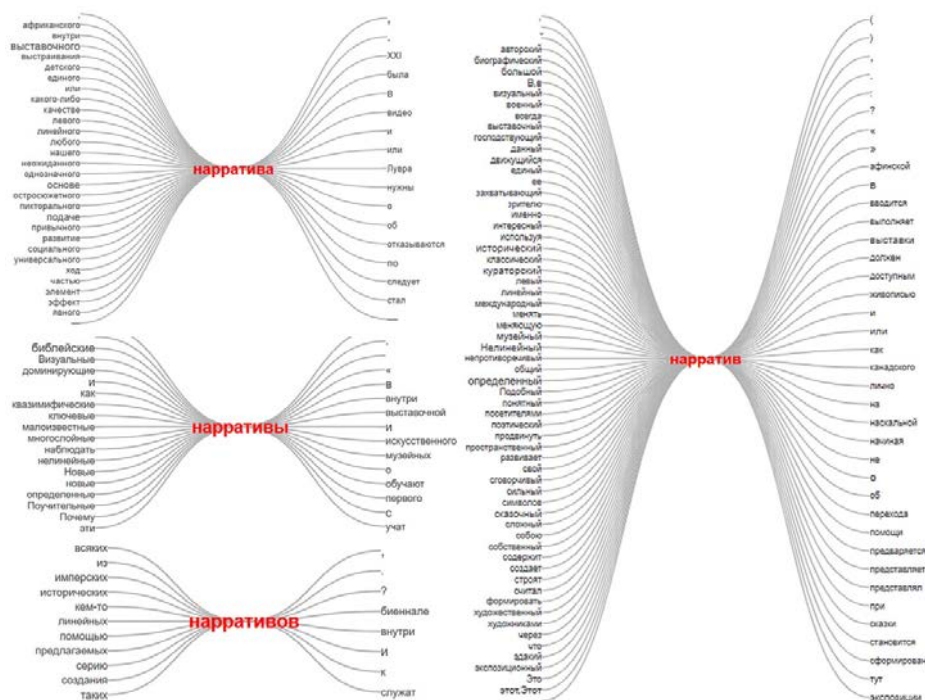 африканского
внутри
выставочного
выстраивания
детского
единого
или
какого-либо
качестве
левого
линейного
любого
нашего
неожиданного
однозначного
основе
остросюжетного
пикторального
подаче
привычного
развитие
социального
универсального
ход
частью
элемент
эффект
явного
нарратива
,
.
XXI
была
в
видео
и
или
Лувра
нужны
о
об
отказываются
по
следует
стал
библейские
Визуальные
доминирующие
и
как
квазимифические
ключевые
малоизвестные
многослойные
наблюдать
нелинейные
Новые
новые
определенные
Поучительные
Почему
эти
нарративы
,
.
«
в
внутри
выставочной
и
искусственного
музейных
о
обучают
первого
с
учат
всяких
из
имперских
исторических
кем-то
линейных
помощью
предлагаемых
серию
создания
таких
нарративов
,
.
?
биеннале
внутри
и
к
служат
авторский
биографический
большой
В,в
визуальный
военный
всегда
выставочный
господствующий
данный
движущийся
единый
ее
захватывающий
зрителю
именно
интересный
используя
исторический
классический
кураторский
левый
линейный
международный
менять
меняющую
музейный
Нелинейный
непротиворечивый
общий
определенный
Подобный
понятный
посетителями
поэтический
продвинуть
пространственный
развивает
свой
сговорчивый
сильный
символов
сказочный
сложный
собою
собственный
содержит
создает
строят
считал
формировать
художественный
художниками
через
что
эдакий
экспозиционный
Это
этот,Этот
нарратив
(
)
,
.
:
?
«
э
афинской
в
вводится
выполняет
выставки
должен
доступным
живописью
и
или
как
канадского
лично
на
наскальной
начиная
не
о
об
перехода
помощи
предваряется
представляет
представлял
при
сказки
становится
сформирован
тут
экспозиции